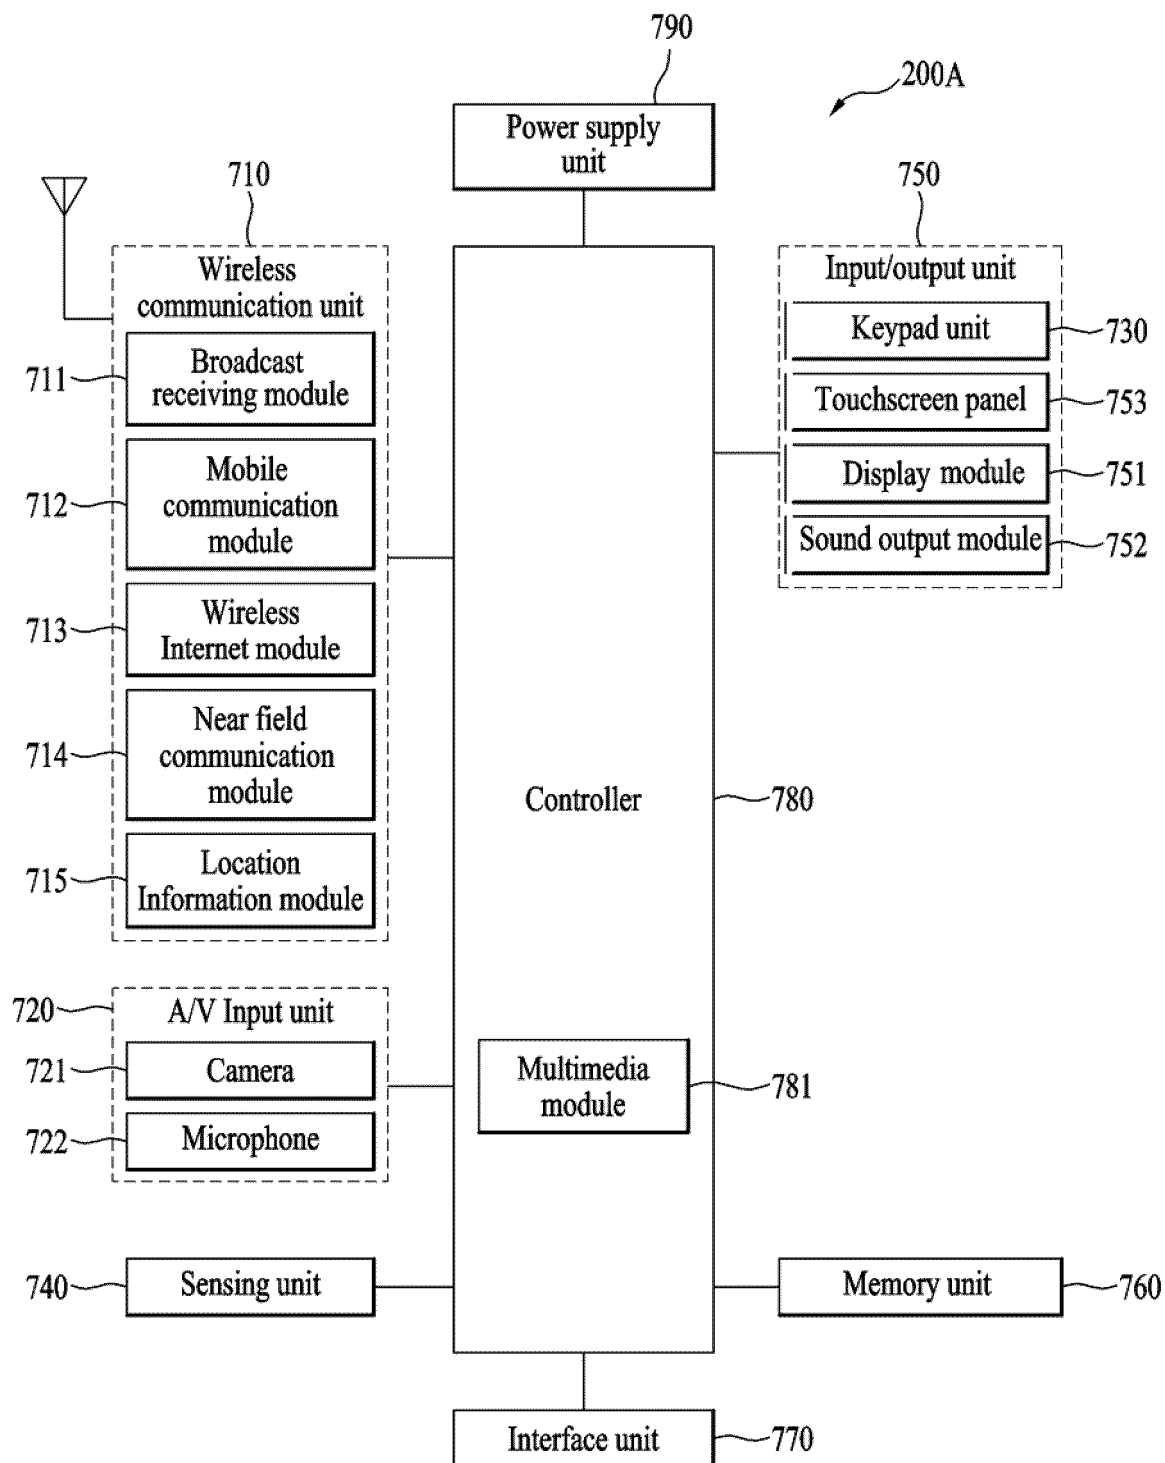 790
200A
Power supply
unit
710
Wireless
communication unit
711
Broadcast
receiving module
712
Mobile
communication
module
713
Wireless
Internet module
714
Near field
communication
module
715
Location
Information module
720
A/V Input unit
721
Camera
722
Microphone
740
Sensing unit
Controller
780
Multimedia
module
781
750
Input/output unit
Keypad unit
730
Touchscreen panel
753
Display module
751
Sound output module
752
Memory unit
760
Interface unit
770